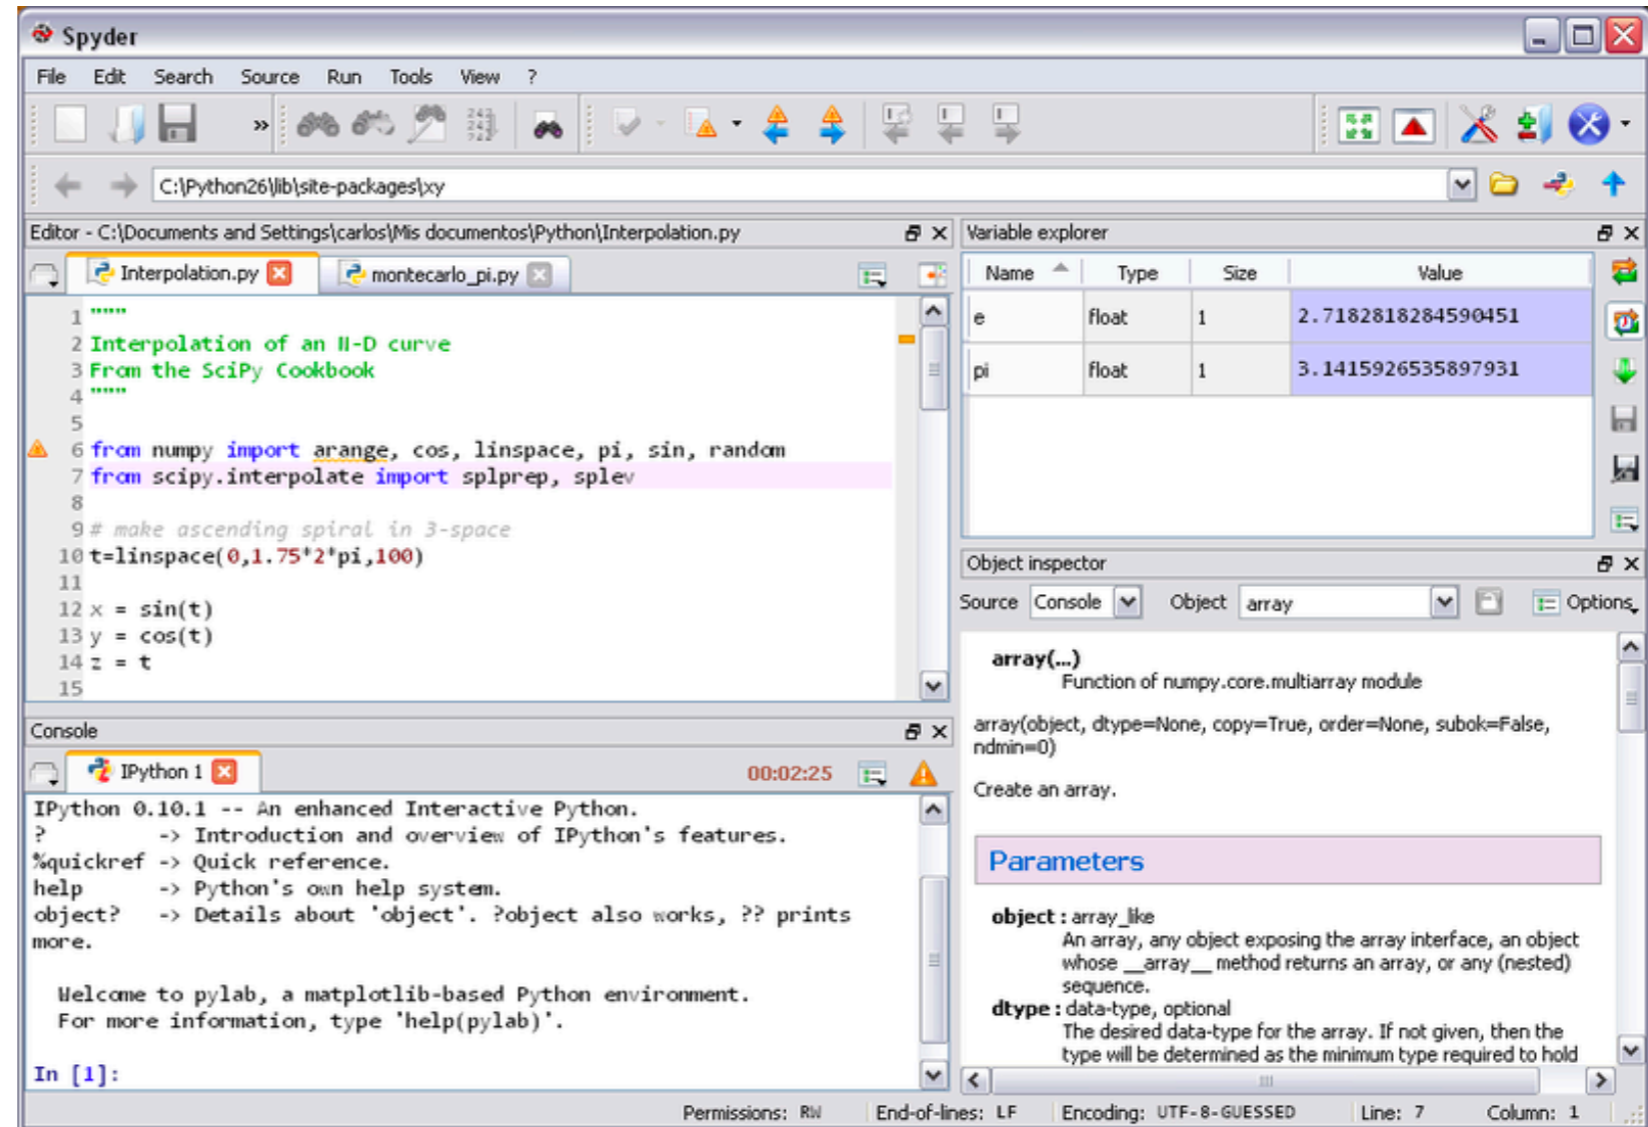 Spyder
File Edit Search Source Run Tools View ?
»
C:\Python26\lib\site-packages\xy
Editor - C:\Documents and Settings\carlos\Mis documentos\Python\Interpolation.py
Interpolation.py montecarlo_pi.py
1 """
2 Interpolation of an N-D curve
3 From the SciPy Cookbook
4 """
5
6 from numpy import arange, cos, linspace, pi, sin, random
7 from scipy.interpolate import splprep, splev
8
9 # make ascending spiral in 3-space
10 t=linspace(0,1.75*2*pi,100)
11
12 x = sin(t)
13 y = cos(t)
14 z = t
15
Console
IPython 1 00:02:25
IPython 0.10.1 -- An enhanced Interactive Python.
? -> Introduction and overview of IPython's features.
%quickref -> Quick reference.
help -> Python's own help system.
object? -> Details about 'object'. ?object also works, ?? prints
more.
Welcome to pylab, a matplotlib-based Python environment.
For more information, type 'help(pylab)'.
In [1]:
Variable explorer
Name Type Size Value
e float 1 2.7182818284590451
pi float 1 3.1415926535897931
Object inspector
Source Console Object array Options
array(...)
Function of numpy.core.multiarray module
array(object, dtype=None, copy=True, order=None, subok=False,
ndmin=0)
Create an array.
Parameters
object : array_like
An array, any object exposing the array interface, an object
whose __array__ method returns an array, or any (nested)
sequence.
dtype : data-type, optional
The desired data-type for the array. If not given, then the
type will be determined as the minimum type required to hold
Permissions: RW End-of-lines: LF Encoding: UTF-8-GUESSED Line: 7 Column: 1